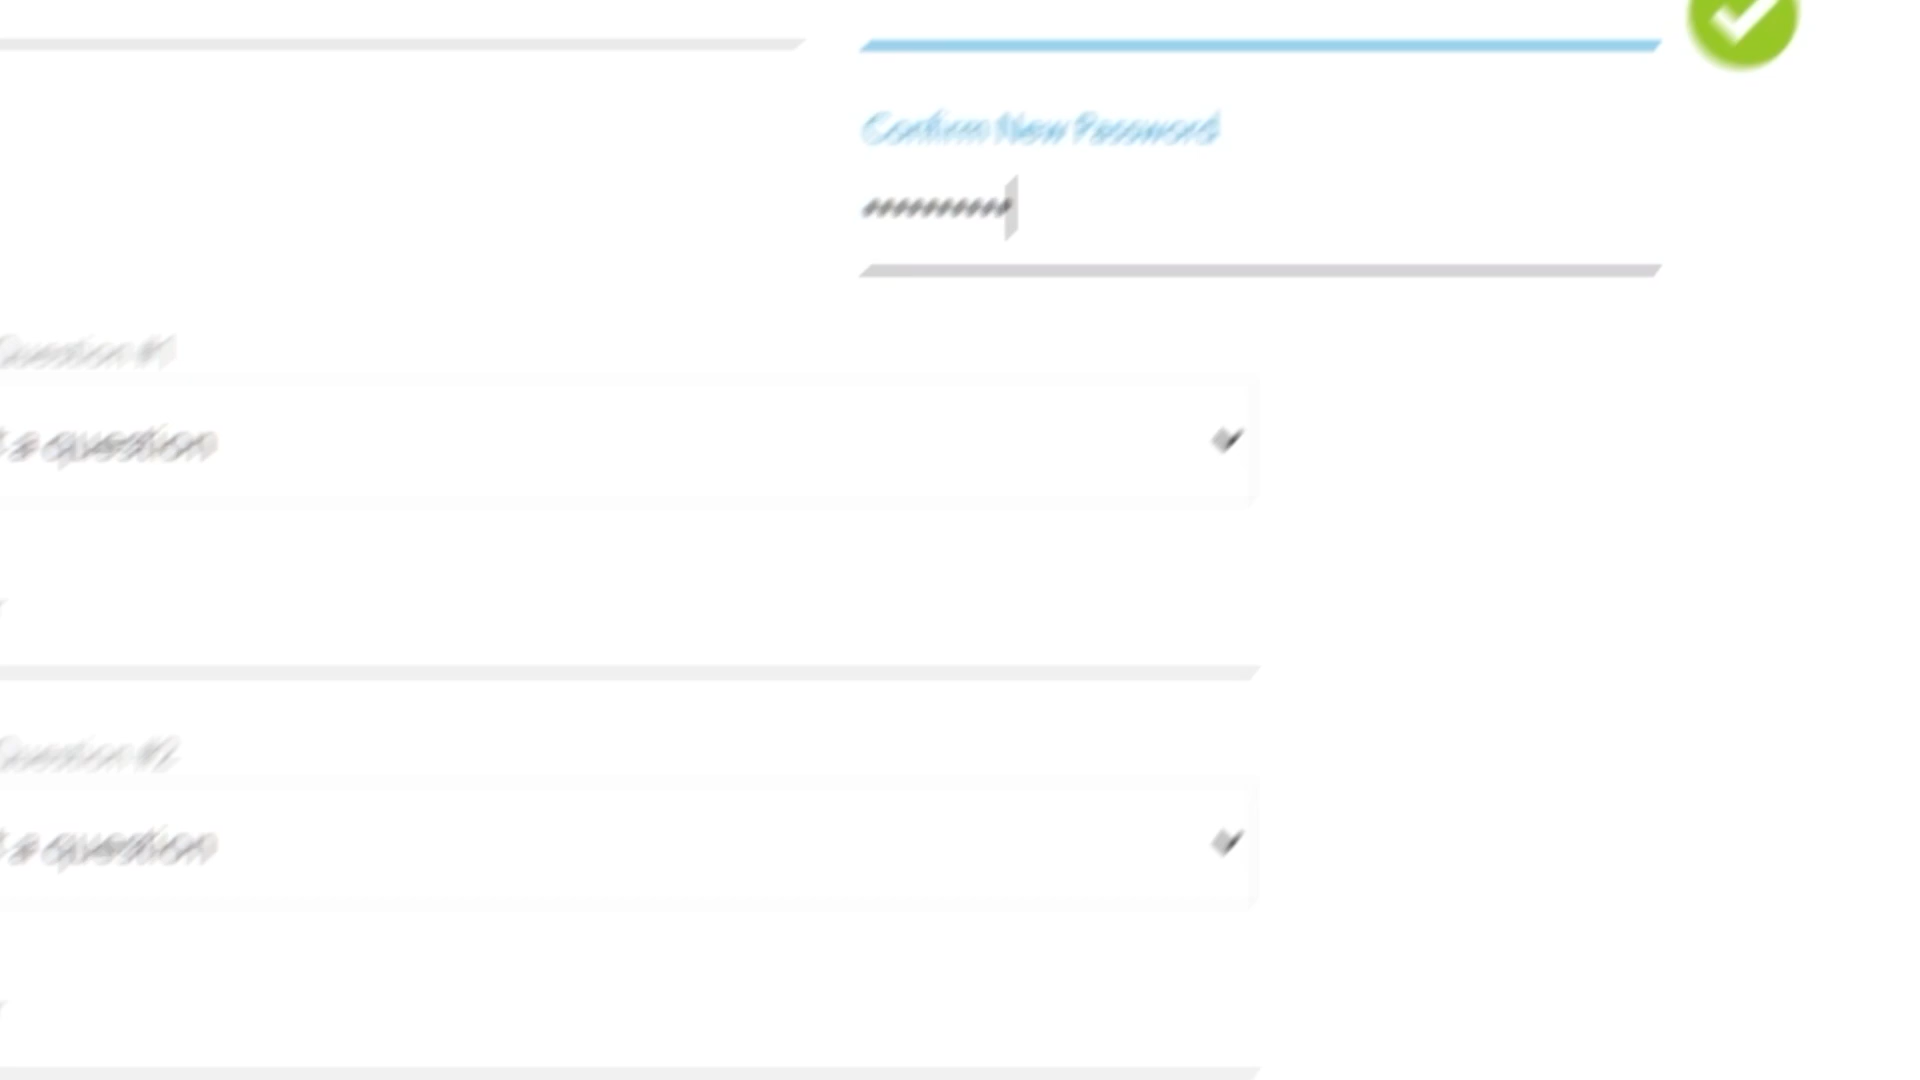 Confirm New Password
••••••••••
Question #1
a question
Question #2
a question